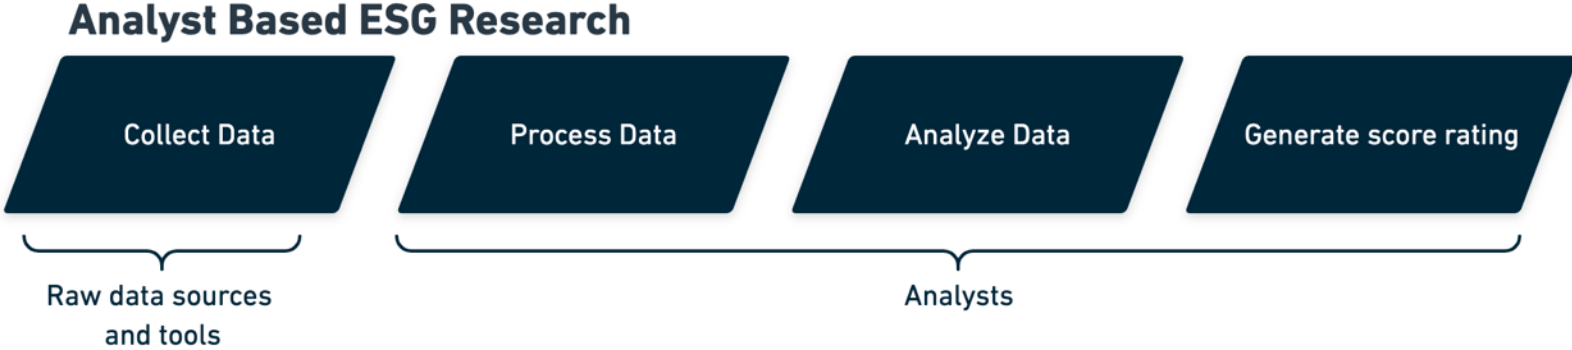 Analyst Based ESG Research
Collect Data
Process Data
Analyze Data
Generate score rating
Raw data sources
and tools
Analysts